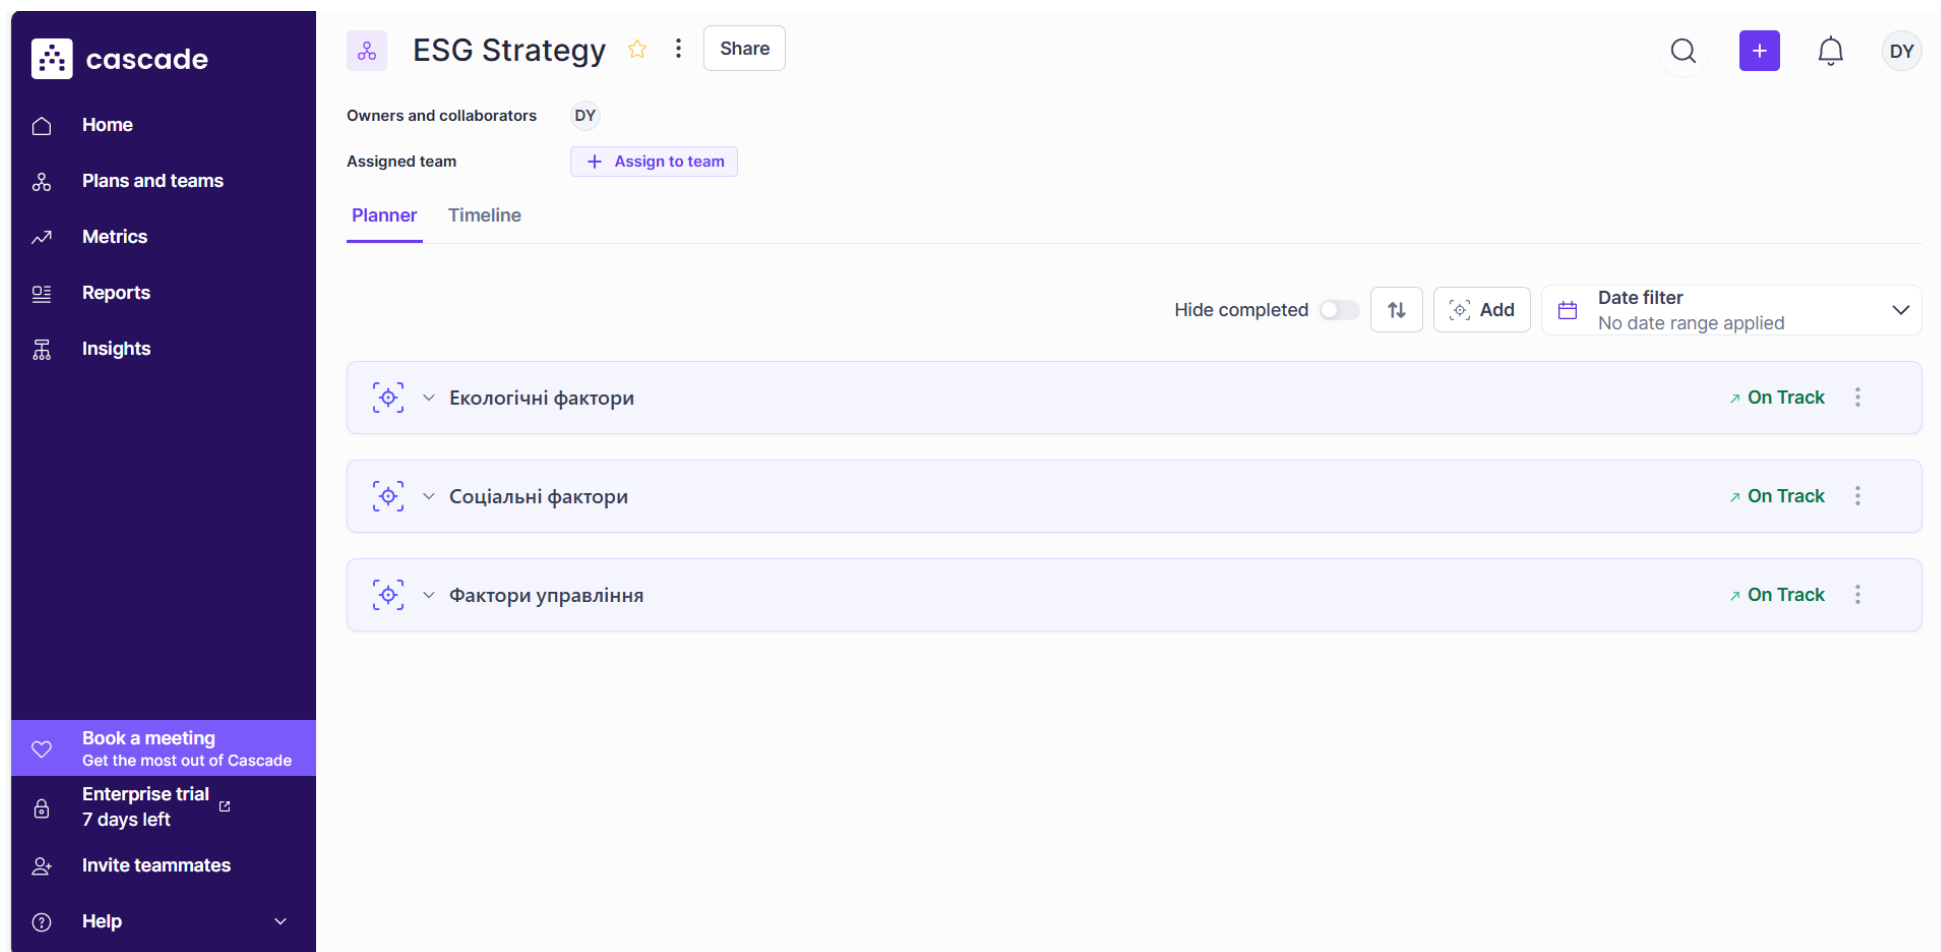 cascade
Home
Plans and teams
Metrics
Reports
Insights
Book a meeting
Get the most out of Cascade
Enterprise trial
7 days left
Invite teammates
Help
ESG Strategy
Share
DY
Owners and collaborators DY
Assigned team + Assign to team
Planner Timeline
Hide completed Add
Date filter
No date range applied
Екологічні фактори On Track
Соціальні фактори On Track
Фактори управління On Track